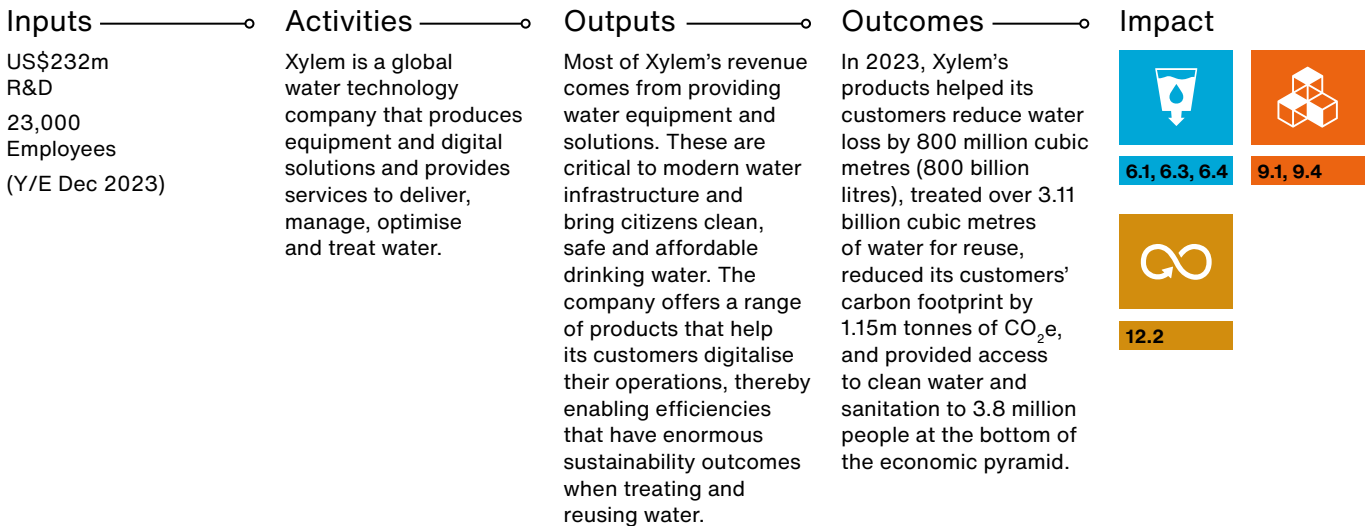 Inputs
US$232m
R&D
23,000
Employees
(Y/E Dec 2023)
Activities
Xylem is a global
water technology
company that produces
equipment and digital
solutions and provides
services to deliver,
manage, optimise
and treat water.
Outputs
Most of Xylem’s revenue
comes from providing
water equipment and
solutions. These are
critical to modern water
infrastructure and
bring citizens clean,
safe and affordable
drinking water. The
company offers a range
of products that help
its customers digitalise
their operations, thereby
enabling efficiencies
that have enormous
sustainability outcomes
when treating and
reusing water.
Outcomes
In 2023, Xylem’s
products helped its
customers reduce water
loss by 800 million cubic
metres (800 billion
litres), treated over 3.11
billion cubic metres
of water for reuse,
reduced its customers’
carbon footprint by
1.15m tonnes of CO₂e,
and provided access
to clean water and
sanitation to 3.8 million
people at the bottom of
the economic pyramid.
Impact
6.1, 6.3, 6.4
9.1, 9.4
12.2